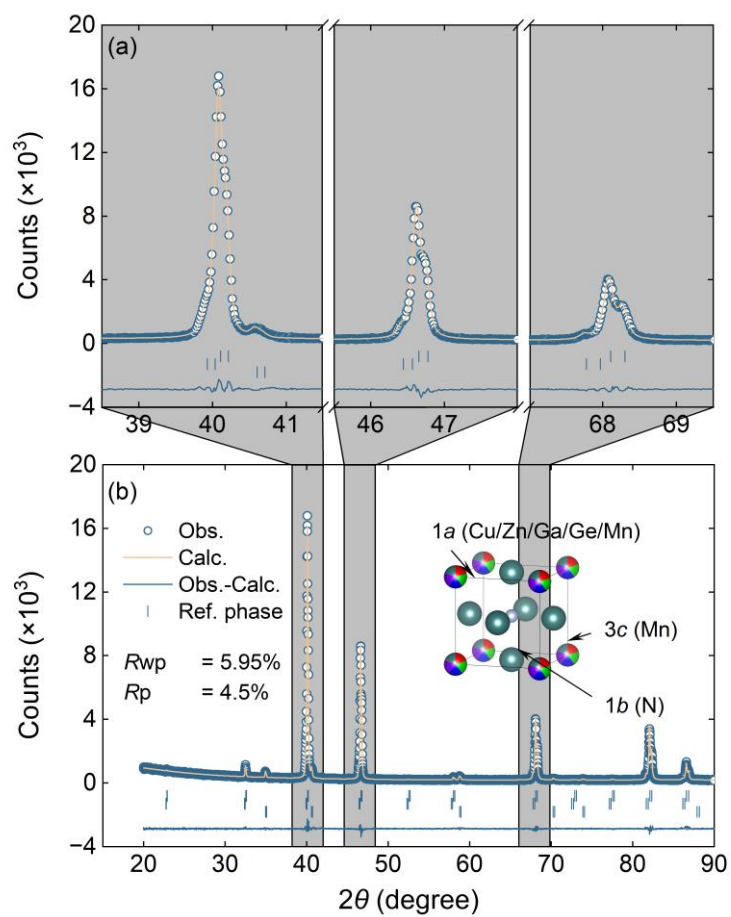 (a)
Counts (×10³)
20
16
12
8
4
0
−4
39 40 41 46 47 68 69
(b)
Counts (×10³)
20
16
12
8
4
0
−4
Obs.
Calc.
Obs.-Calc.
Ref. phase
Rwp = 5.95%
Rp = 4.5%
1a (Cu/Zn/Ga/Ge/Mn)
3c (Mn)
1b (N)
20 30 40 50 60 70 80 90
2θ (degree)